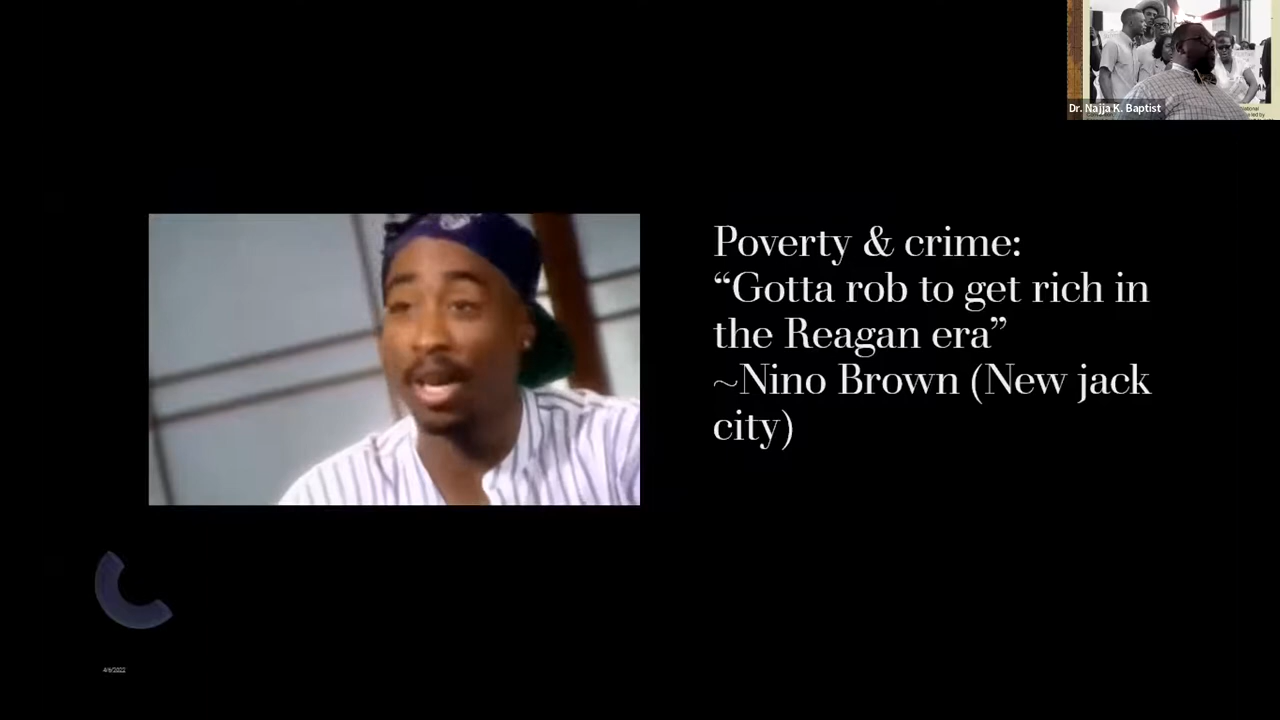 Dr. Najja K. Baptist
Poverty & crime:
“Gotta rob to get rich in
the Reagan era”
~Nino Brown (New jack
city)